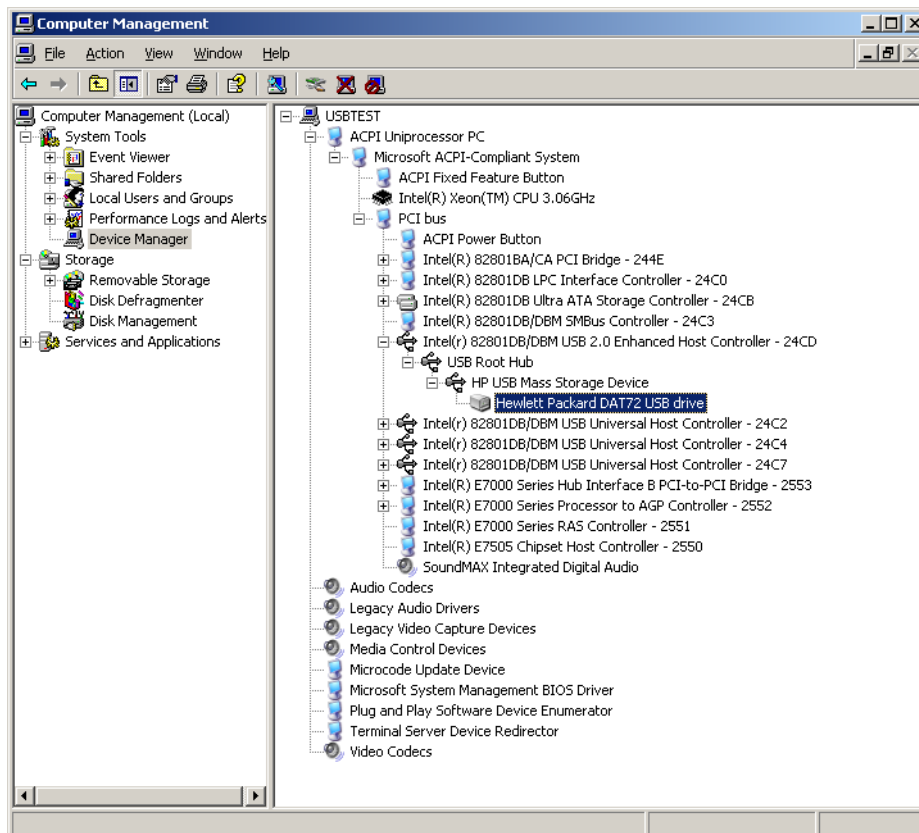 Computer Management
File Action View Window Help
Computer Management (Local)
System Tools
Event Viewer
Shared Folders
Local Users and Groups
Performance Logs and Alerts
Device Manager
Storage
Removable Storage
Disk Defragmenter
Disk Management
Services and Applications
USBTEST
ACPI Uniprocessor PC
Microsoft ACPI-Compliant System
ACPI Fixed Feature Button
Intel(R) Xeon(TM) CPU 3.06GHz
PCI bus
ACPI Power Button
Intel(R) 82801BA/CA PCI Bridge - 244E
Intel(R) 82801DB LPC Interface Controller - 24C0
Intel(R) 82801DB Ultra ATA Storage Controller - 24CB
Intel(R) 82801DB/DBM SMBus Controller - 24C3
Intel(r) 82801DB/DBM USB 2.0 Enhanced Host Controller - 24CD
USB Root Hub
HP USB Mass Storage Device
Hewlett Packard DAT72 USB drive
Intel(r) 82801DB/DBM USB Universal Host Controller - 24C2
Intel(r) 82801DB/DBM USB Universal Host Controller - 24C4
Intel(r) 82801DB/DBM USB Universal Host Controller - 24C7
Intel(R) E7000 Series Hub Interface B PCI-to-PCI Bridge - 2553
Intel(R) E7000 Series Processor to AGP Controller - 2552
Intel(R) E7000 Series RAS Controller - 2551
Intel(R) E7505 Chipset Host Controller - 2550
SoundMAX Integrated Digital Audio
Audio Codecs
Legacy Audio Drivers
Legacy Video Capture Devices
Media Control Devices
Microcode Update Device
Microsoft System Management BIOS Driver
Plug and Play Software Device Enumerator
Terminal Server Device Redirector
Video Codecs